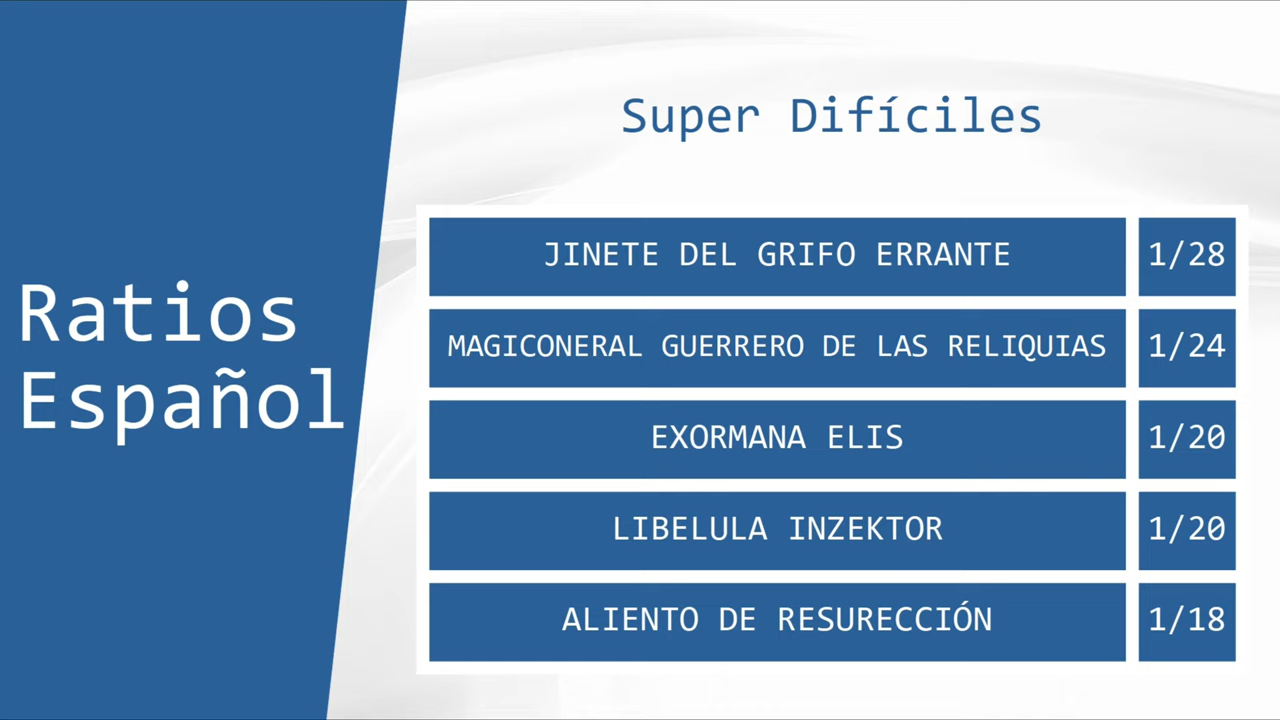 Ratios
Español
Super Difíciles
JINETE DEL GRIFO ERRANTE 1/28
MAGICONERAL GUERRERO DE LAS RELIQUIAS 1/24
EXORMANA ELIS 1/20
LIBELULA INZEKTOR 1/20
ALIENTO DE RESURECCIÓN 1/18